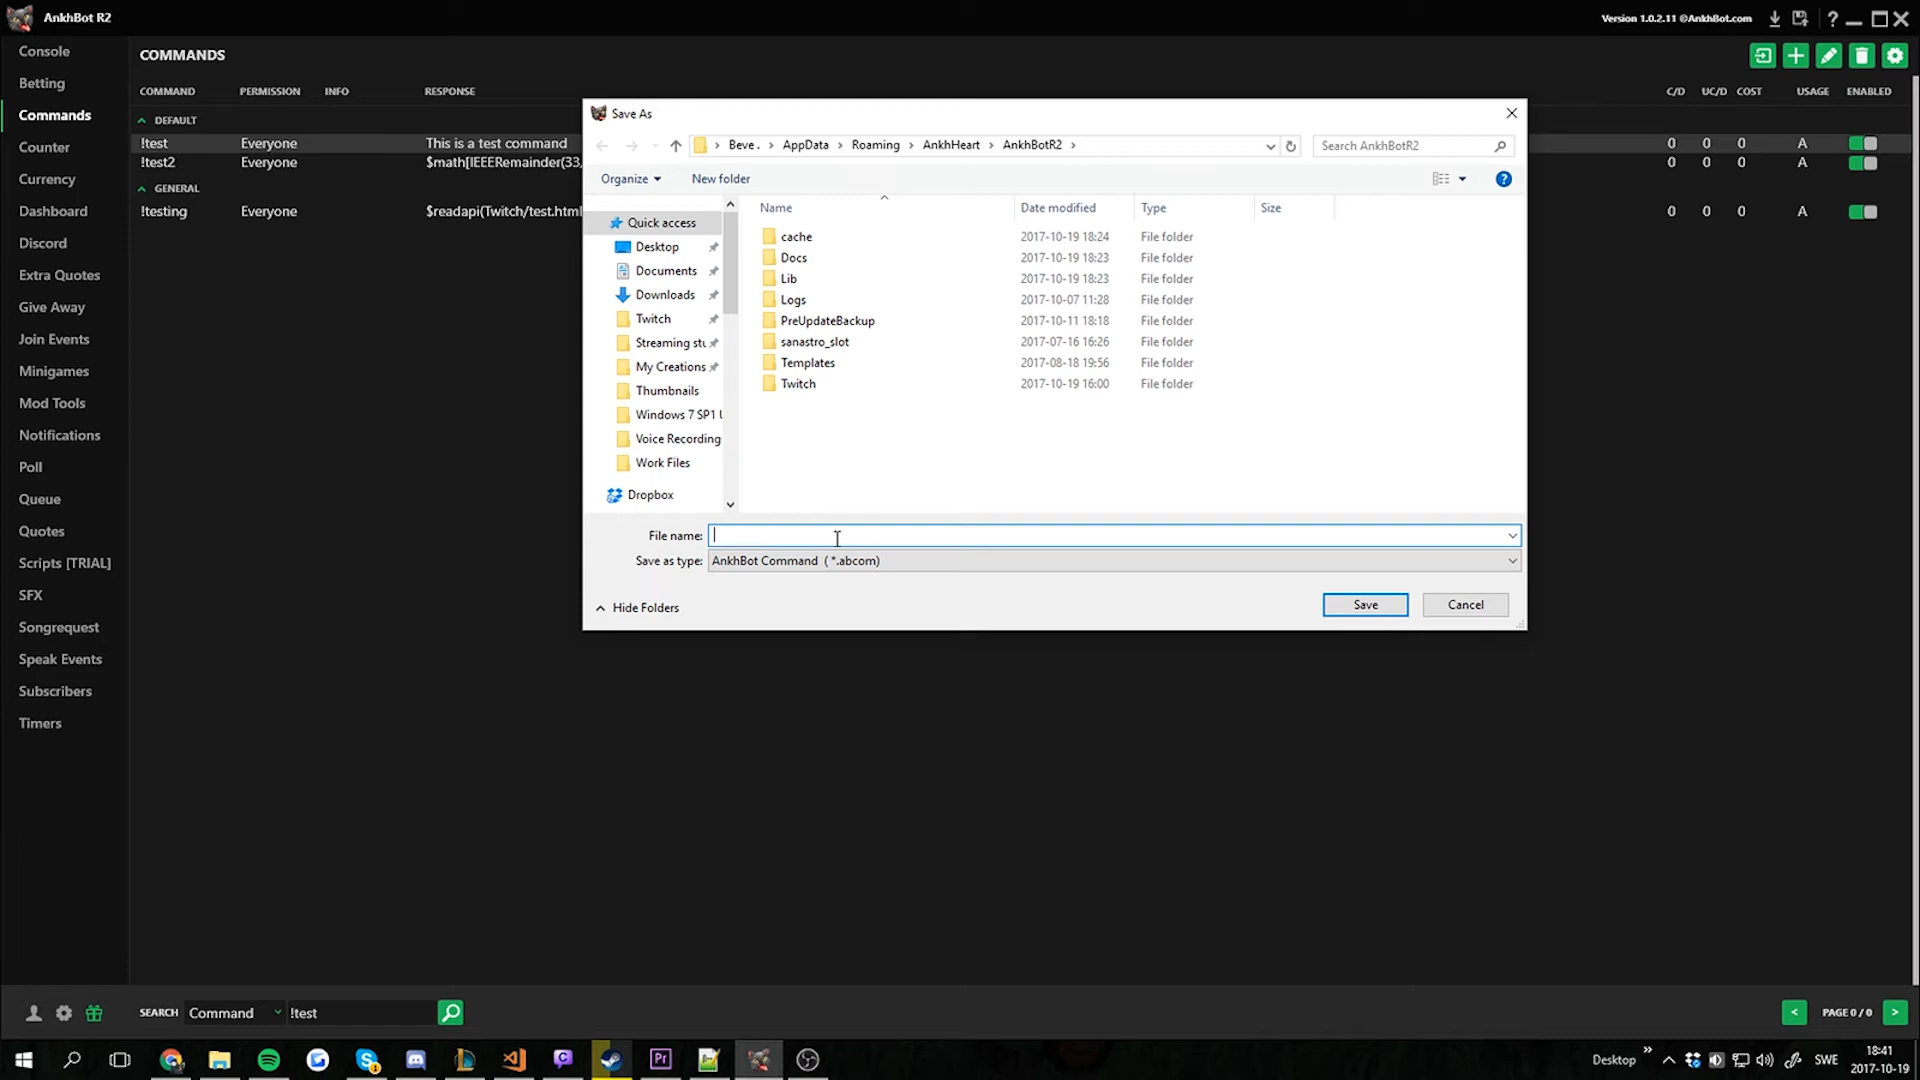 AnkhBot R2
Version 1.0.2.11 ©AnkhBot.com
?
Console
Betting
Commands
Counter
Currency
Dashboard
Discord
Extra Quotes
Give Away
Join Events
Minigames
Mod Tools
Notifications
Poll
Queue
Quotes
Scripts [TRIAL]
SFX
Songrequest
Speak Events
Subscribers
Timers
COMMANDS
COMMAND PERMISSION INFO RESPONSE C/D UC/D COST USAGE ENABLED
DEFAULT
!test Everyone This is a test command 0 0 0 A
!test2 Everyone $math[IEEERemainder(33, 0 0 0 A
GENERAL
!testing Everyone $readapi(Twitch/test.html 0 0 0 A
Save As
Beve . > AppData > Roaming > AnkhHeart > AnkhBotR2 >
Search AnkhBotR2
Organize New folder
?
Quick access
Desktop
Documents
Downloads
Twitch
Streaming stu
My Creations
Thumbnails
Windows 7 SP1 U
Voice Recording
Work Files
Dropbox
Name Date modified Type Size
cache 2017-10-19 18:24 File folder
Docs 2017-10-19 18:23 File folder
Lib 2017-10-19 18:23 File folder
Logs 2017-10-07 11:28 File folder
PreUpdateBackup 2017-10-11 18:18 File folder
sanastro_slot 2017-07-16 16:26 File folder
Templates 2017-08-18 19:56 File folder
Twitch 2017-10-19 16:00 File folder
File name:
Save as type: AnkhBot Command ( *.abcom)
Hide Folders
Save
Cancel
SEARCH Command !test
< PAGE 0 / 0 >
Desktop » SWE
18:41
2017-10-19